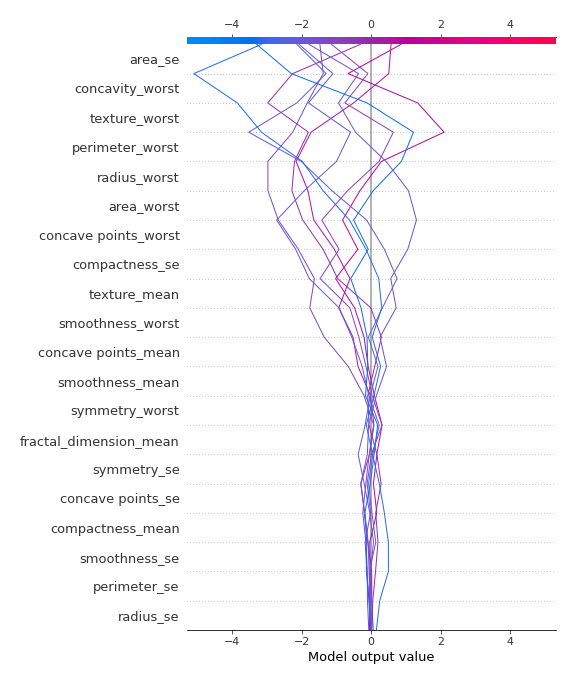 −4 −2 0 2 4
area_se
concavity_worst
texture_worst
perimeter_worst
radius_worst
area_worst
concave points_worst
compactness_se
texture_mean
smoothness_worst
concave points_mean
smoothness_mean
symmetry_worst
fractal_dimension_mean
symmetry_se
concave points_se
compactness_mean
smoothness_se
perimeter_se
radius_se
−4 −2 0 2 4
Model output value